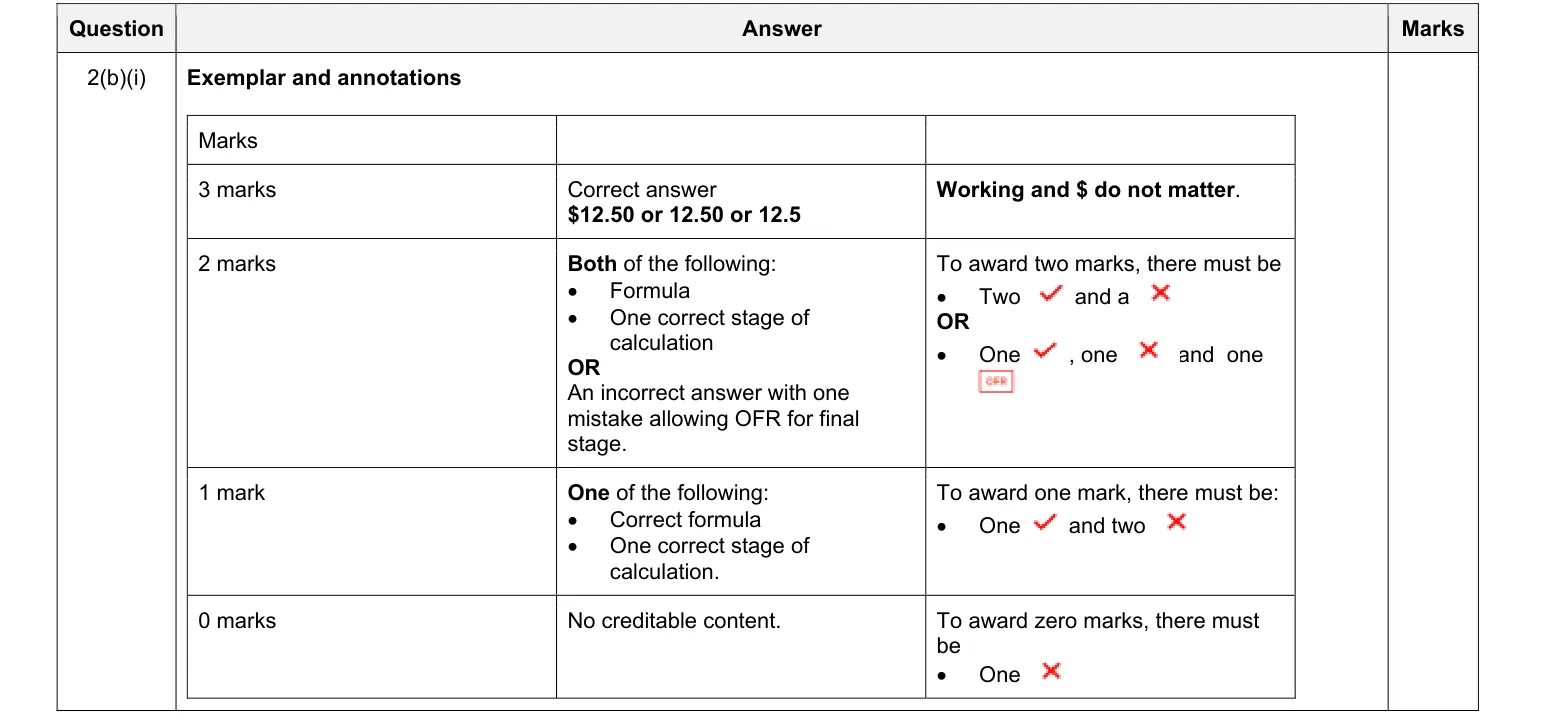 Question Answer Marks
2(b)(i) Exemplar and annotations
Marks
3 marks Correct answer Working and $ do not matter.
$12.50 or 12.50 or 12.5
2 marks
Both of the following:
• Formula
• One correct stage of
calculation
OR
An incorrect answer with one
mistake allowing OFR for final
stage.
To award two marks, there must be
• Two ✓ and a ✗
OR
• One ✓ , one ✗ and one
OFR
1 mark
One of the following:
• Correct formula
• One correct stage of
calculation.
To award one mark, there must be:
• One ✓ and two ✗
0 marks
No creditable content.
To award zero marks, there must
be
• One ✗